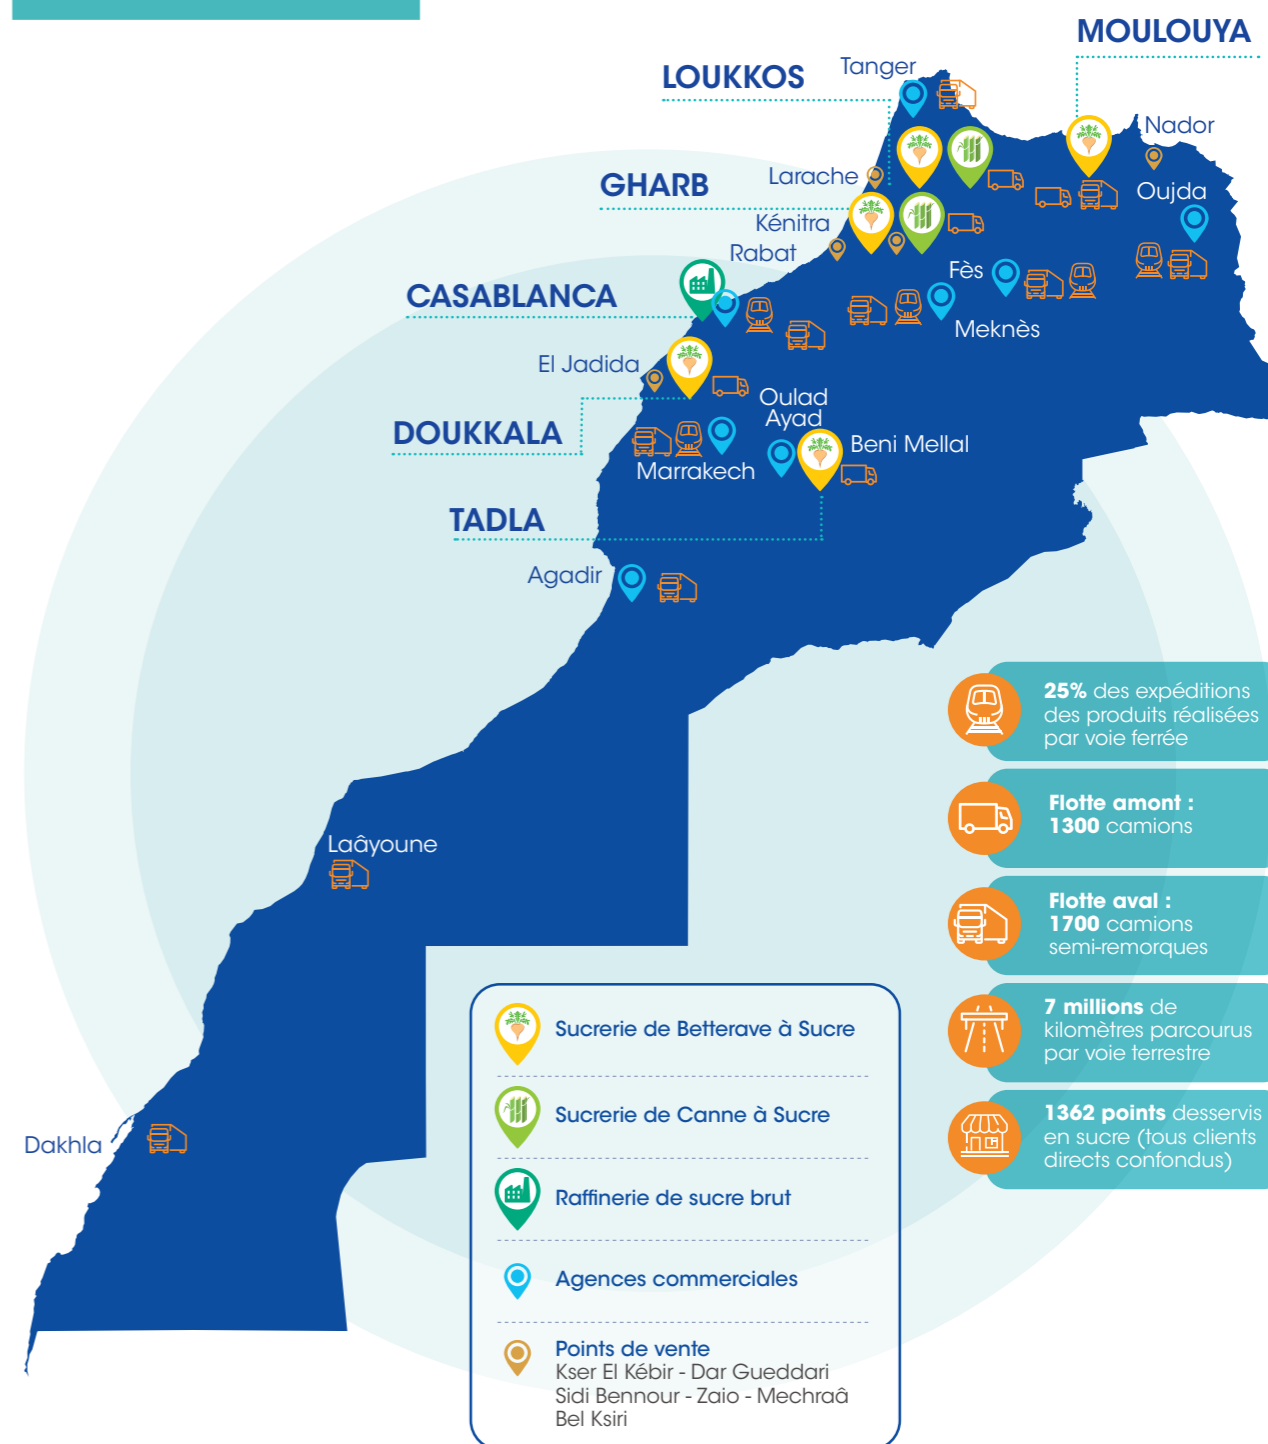 MOULOUYA
LOUKKOS
Tanger
Nador
Larache
GHARB
Oujda
Kénitra
Rabat
Fès
CASABLANCA
Meknès
El Jadida
Oulad
Ayad
DOUKKALA
Beni Mellal
Marrakech
TADLA
Agadir
25% des expéditions
des produits réalisées
par voie ferrée
Flotte amont :
1300 camions
Laâyoune
Flotte aval :
1700 camions
semi-remorques
7 millions de
kilomètres parcourus
par voie terrestre
1362 points desservis
en sucre (tous clients
directs confondus)
Dakhla
Sucrerie de Betterave à Sucre
Sucrerie de Canne à Sucre
Raffinerie de sucre brut
Agences commerciales
Points de vente
Kser El Kébir - Dar Gueddari
Sidi Bennour - Zaio - Mechraâ
Bel Ksiri